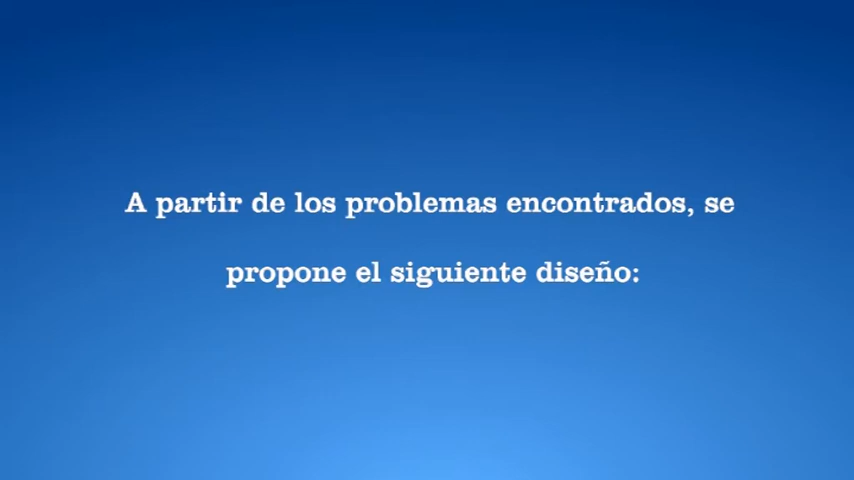 A partir de los problemas encontrados, se
propone el siguiente diseño: